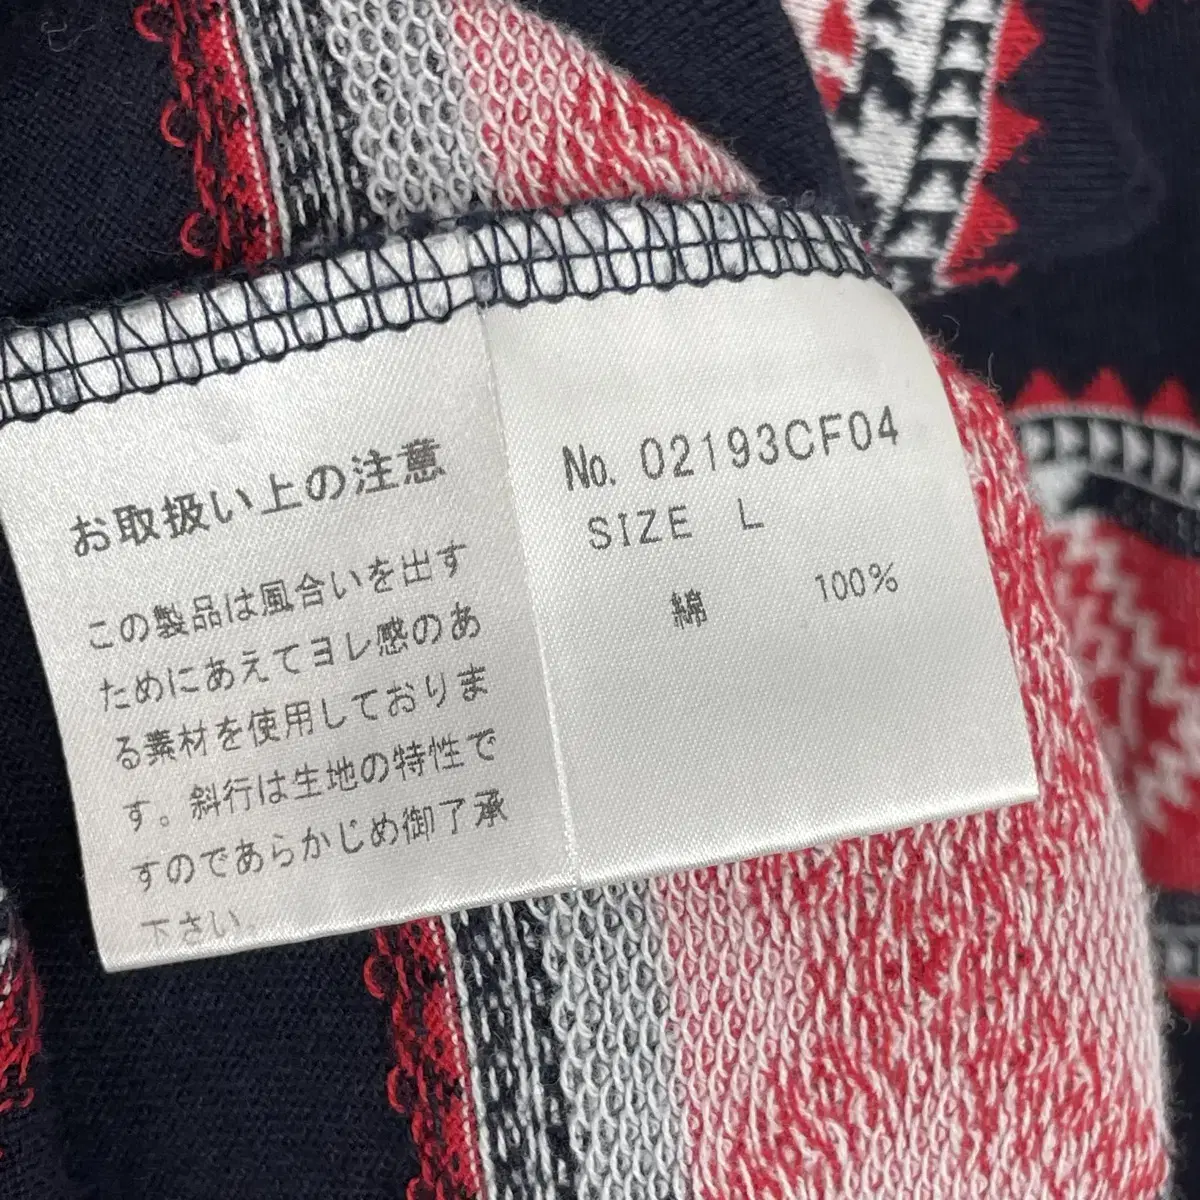 お取扱い上の注意
この製品は風合いを出す
ためにあえてヨレ感のあ
る素材を使用しておりま
す。斜行は生地の特性で
すのであらかじめ御了承
下さい。
No. 02193CF04
SIZE L
綿 100%